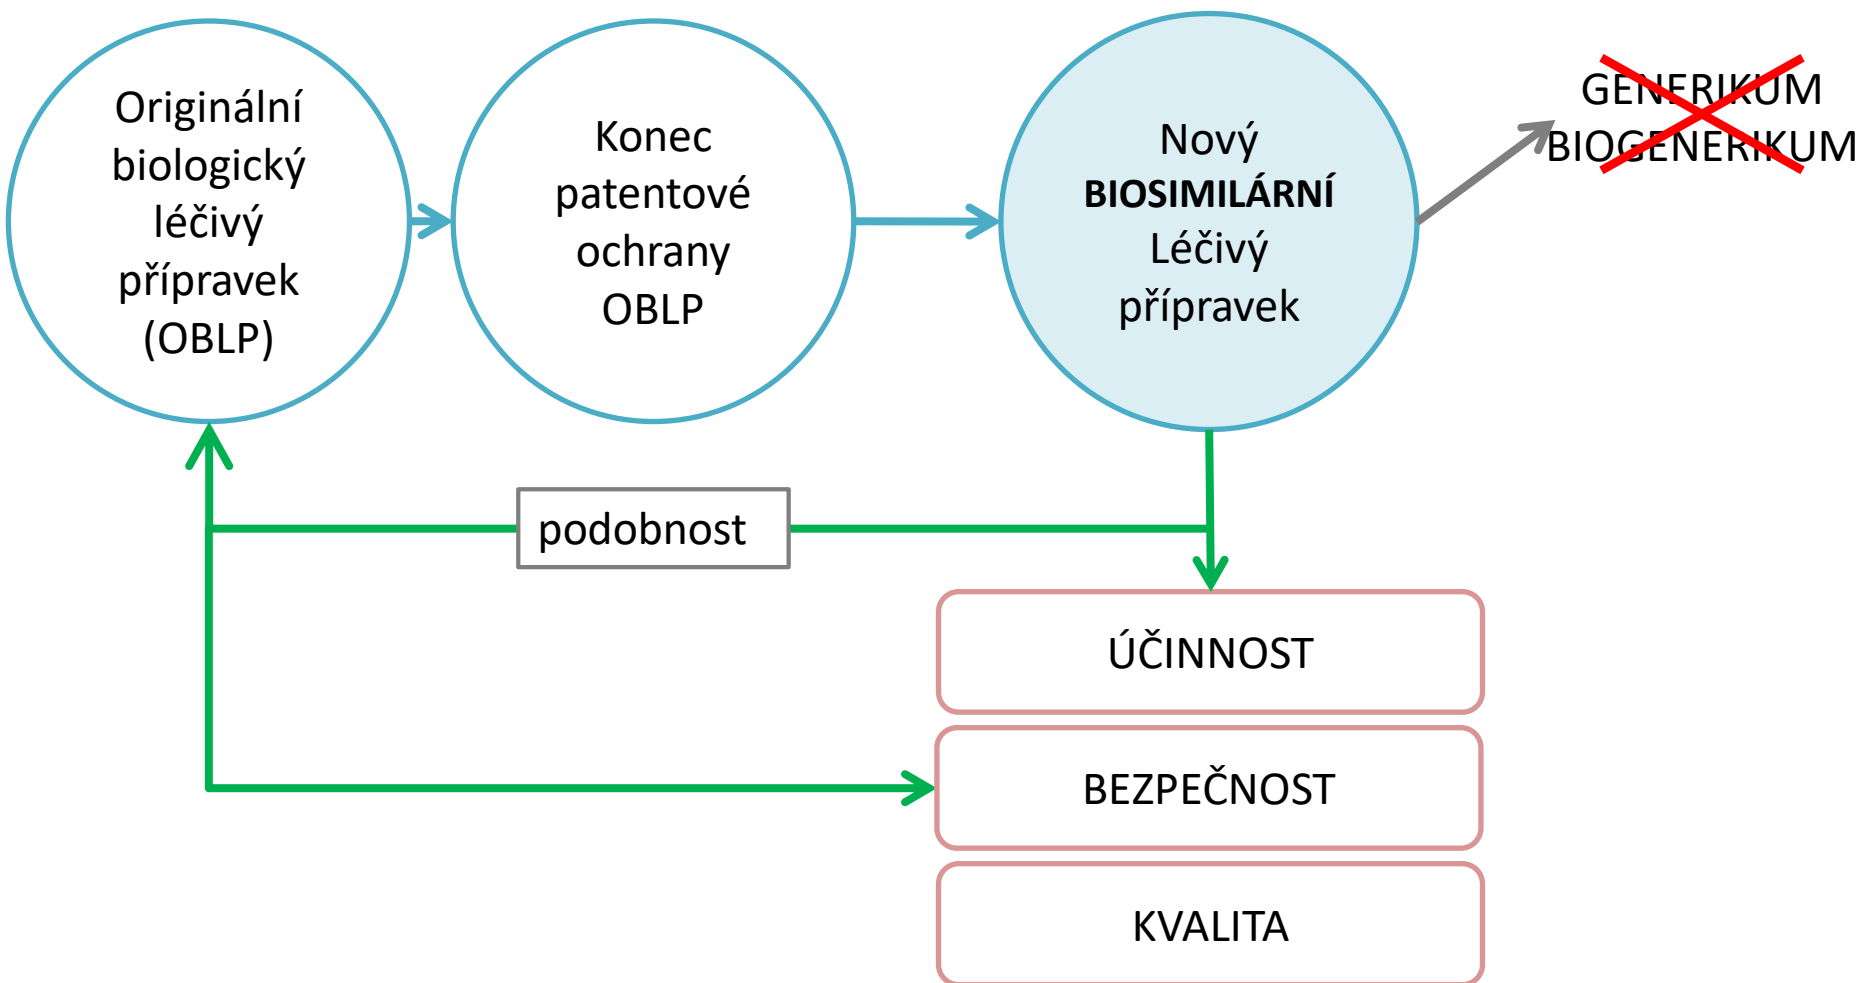 Originální
biologický
léčivý
přípravek
(OBLP)
Konec
patentové
ochrany
OBLP
Nový
BIOSIMILÁRNÍ
Léčivý
přípravek
GENERIKUM
BIOGENERIKUM
podobnost
ÚČINNOST
BEZPEČNOST
KVALITA